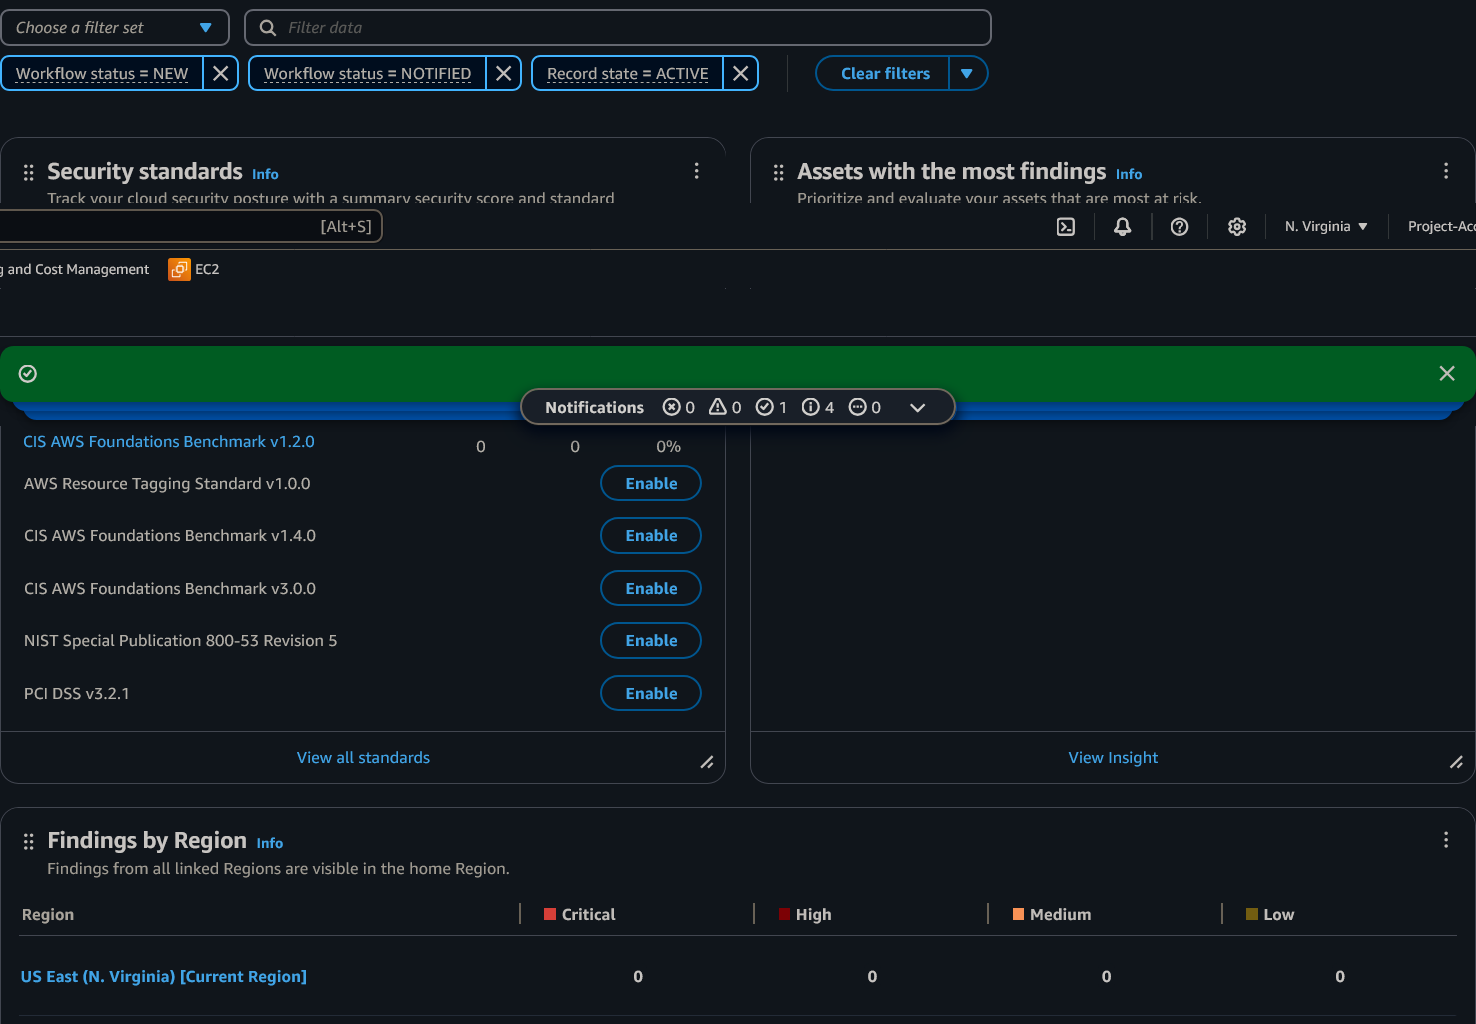 Choose a filter set
Filter data
Workflow status = NEW
Workflow status = NOTIFIED
Record state = ACTIVE
Clear filters
Security standards Info
Track your cloud security posture with a summary security score and standard
Assets with the most findings Info
Prioritize and evaluate your assets that are most at risk.
[Alt+S]
N. Virginia
Project-Acc
g and Cost Management
EC2
Notifications 0 0 1 4 0
CIS AWS Foundations Benchmark v1.2.0 0 0 0%
AWS Resource Tagging Standard v1.0.0 Enable
CIS AWS Foundations Benchmark v1.4.0 Enable
CIS AWS Foundations Benchmark v3.0.0 Enable
NIST Special Publication 800-53 Revision 5 Enable
PCI DSS v3.2.1 Enable
View all standards
View Insight
Findings by Region Info
Findings from all linked Regions are visible in the home Region.
Region Critical High Medium Low
US East (N. Virginia) [Current Region] 0 0 0 0